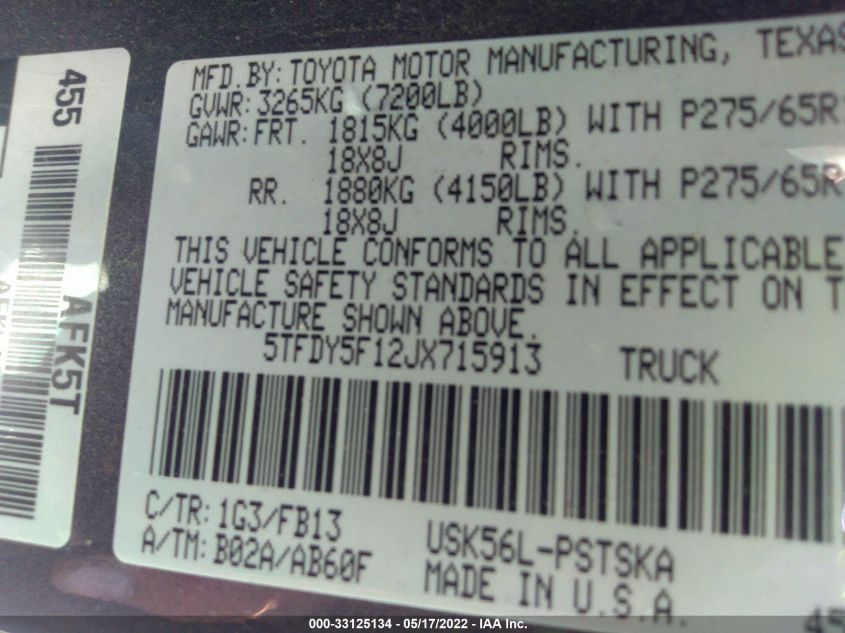 455
AFK5T
MFD.BY:TOYOTA MOTOR MANUFACTURING, TEXAS
GVWR:3265KG (7200LB)
GAWR:FRT. 1815KG (4000LB) WITH P275/65R
18X8J RIMS.
RR. 1880KG (4150LB) WITH P275/65R
18X8J RIMS.
THIS VEHICLE CONFORMS TO ALL APPLICABLE
VEHICLE SAFETY STANDARDS IN EFFECT ON T
MANUFACTURE SHOWN ABOVE.
5TFDY5F12JX715913 TRUCK
C/TR:1G3/FB13
A/TM:B02A/AB60F
USK56L-PSTSKA
MADE IN U.S.A.
45
000-33125134 - 05/17/2022 - IAA Inc.